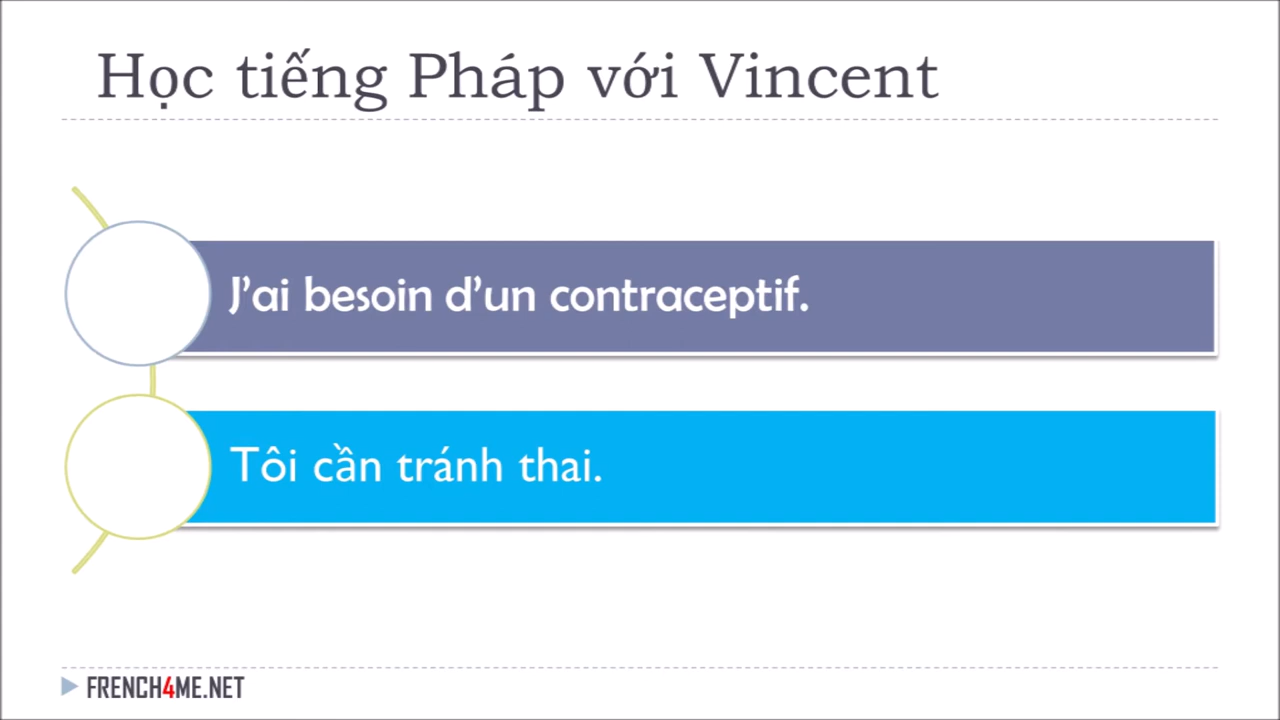 Học tiếng Pháp với Vincent
J’ai besoin d’un contraceptif.
Tôi cần tránh thai.
FRENCH4ME.NET